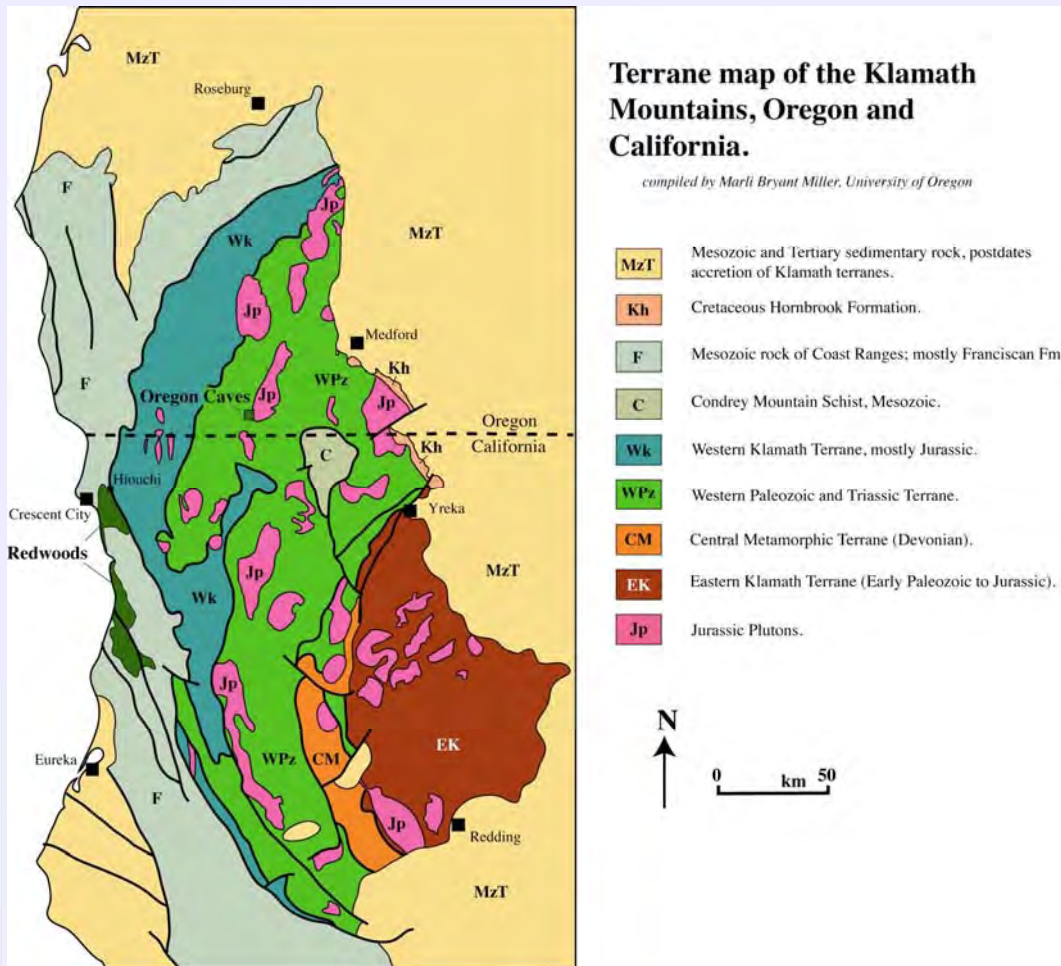 MzT
Roseburg
F
Jp
Wk
MzT
Jp
Medford
Kh
WPz
F
Oregon Caves
Jp
Jp
Oregon
California
Kh
C
Hiouchi
Crescent City
Yreka
Redwoods
MzT
Jp
Wk
Jp
EK
WPz
CM
Eureka
F
Jp
Redding
MzT
Terrane map of the Klamath
Mountains, Oregon and
California.
compiled by Marli Bryant Miller, University of Oregon
MzT Mesozoic and Tertiary sedimentary rock, postdates
accretion of Klamath terranes.
Kh Cretaceous Hornbrook Formation.
F Mesozoic rock of Coast Ranges; mostly Franciscan Fm
C Condrey Mountain Schist, Mesozoic.
Wk Western Klamath Terrane, mostly Jurassic.
WPz Western Paleozoic and Triassic Terrane.
CM Central Metamorphic Terrane (Devonian).
EK Eastern Klamath Terrane (Early Paleozoic to Jurassic).
Jp Jurassic Plutons.
N
0 km 50